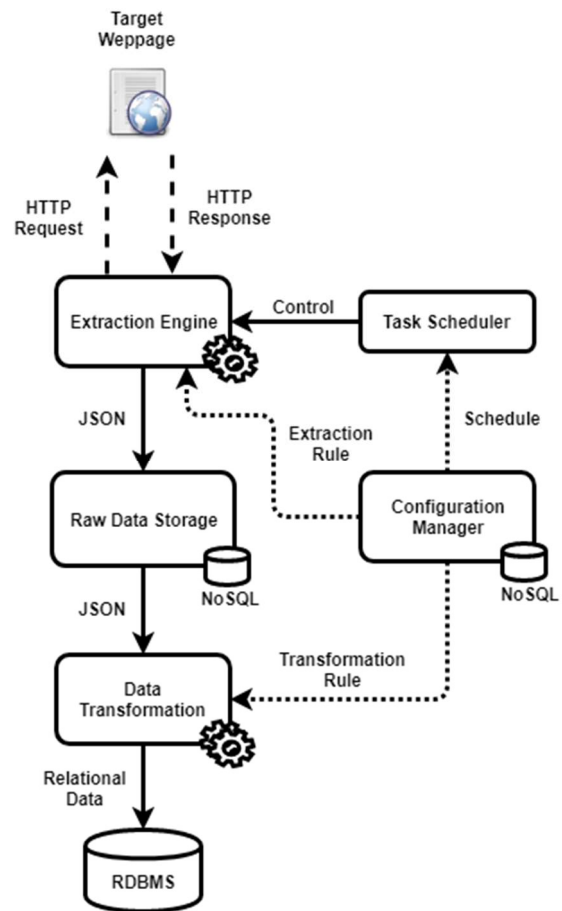 Target
Weppage
HTTP
Request
HTTP
Response
Extraction Engine
Control
Task Scheduler
JSON
Extraction
Rule
Schedule
Raw Data Storage
NoSQL
Configuration
Manager
NoSQL
JSON
Data
Transformation
Transformation
Rule
Relational
Data
RDBMS